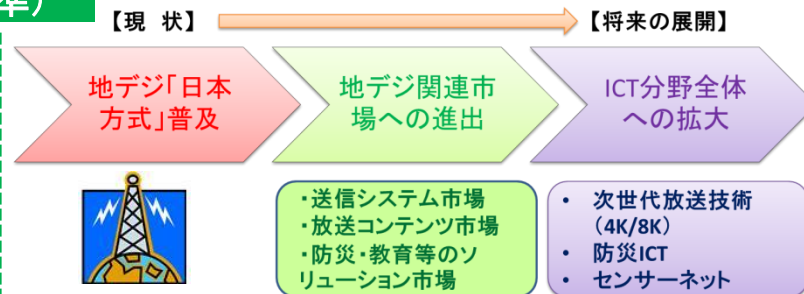 準）
【現 状】
【将来の展開】
地デジ「日本
方式」普及
地デジ関連市
場への進出
ICT分野全体
への拡大
・送信システム市場
・放送コンテンツ市場
・防災・教育等のソ
リューション市場
• 次世代放送技術
（4K/8K）
• 防災ICT
• センサーネット